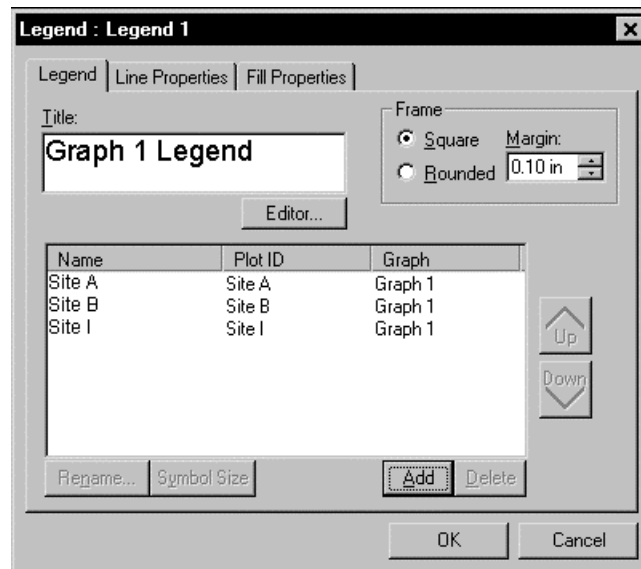 Legend : Legend 1
Legend Line Properties Fill Properties
Title:
Graph 1 Legend
Editor...
Frame
Square
Rounded
Margin:
0.10 in
Name Plot ID Graph
Site A Site A Graph 1
Site B Site B Graph 1
Site I Site I Graph 1
Up
Down
Rename... Symbol Size Add Delete
OK Cancel